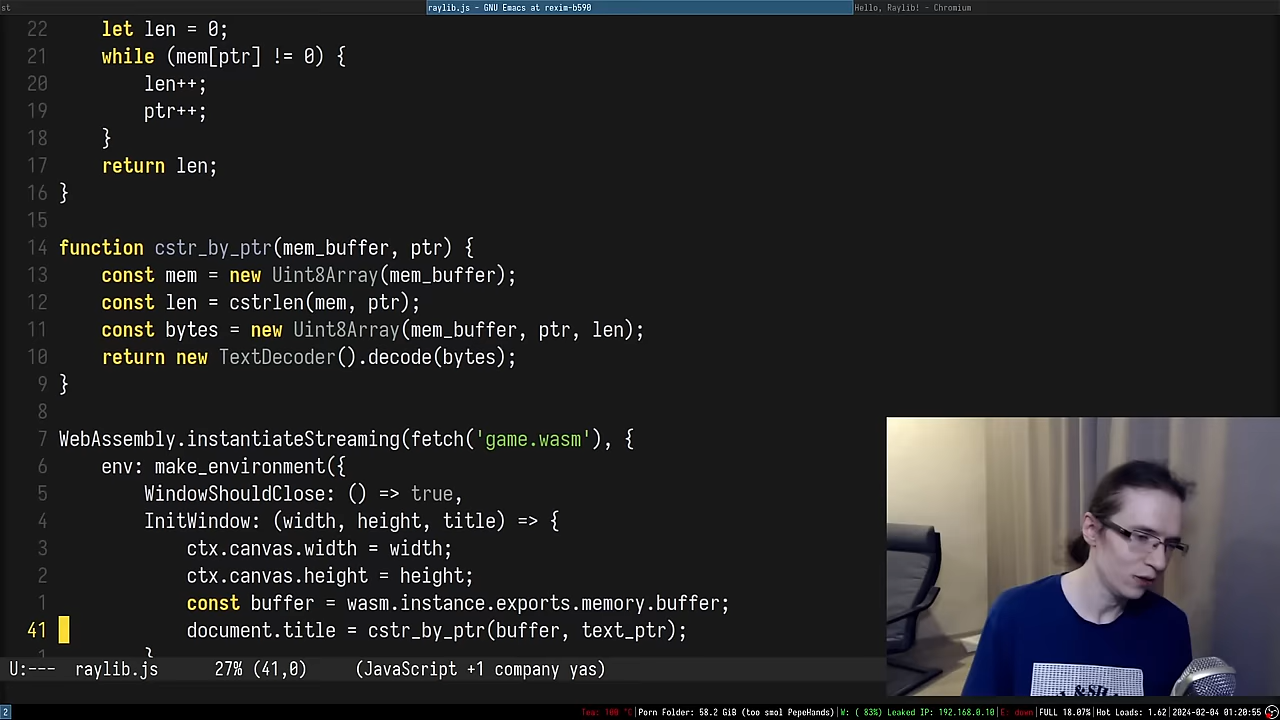 st
raylib.js - GNU Emacs at rexim-b590
Hello, Raylib! - Chromium
22 let len = 0;
21 while (mem[ptr] != 0) {
20 len++;
19 ptr++;
18 }
17 return len;
16 }
15
14 function cstr_by_ptr(mem_buffer, ptr) {
13 const mem = new Uint8Array(mem_buffer);
12 const len = cstrlen(mem, ptr);
11 const bytes = new Uint8Array(mem_buffer, ptr, len);
10 return new TextDecoder().decode(bytes);
9 }
8
7 WebAssembly.instantiateStreaming(fetch('game.wasm'), {
6 env: make_environment({
5 WindowShouldClose: () => true,
4 InitWindow: (width, height, title) => {
3 ctx.canvas.width = width;
2 ctx.canvas.height = height;
1 const buffer = wasm.instance.exports.memory.buffer;
41 document.title = cstr_by_ptr(buffer, text_ptr);
1 }
U:--- raylib.js 27% (41,0) (JavaScript +1 company yas)
2
Tea: 100 °C|Porn Folder: 58.2 GiB (too smol PepeHands)|W: ( 83%) Leaked IP: 192.168.0.10|E: down|FULL 18.07%|Hot Loads: 1.62|2024-02-04 01:20:55